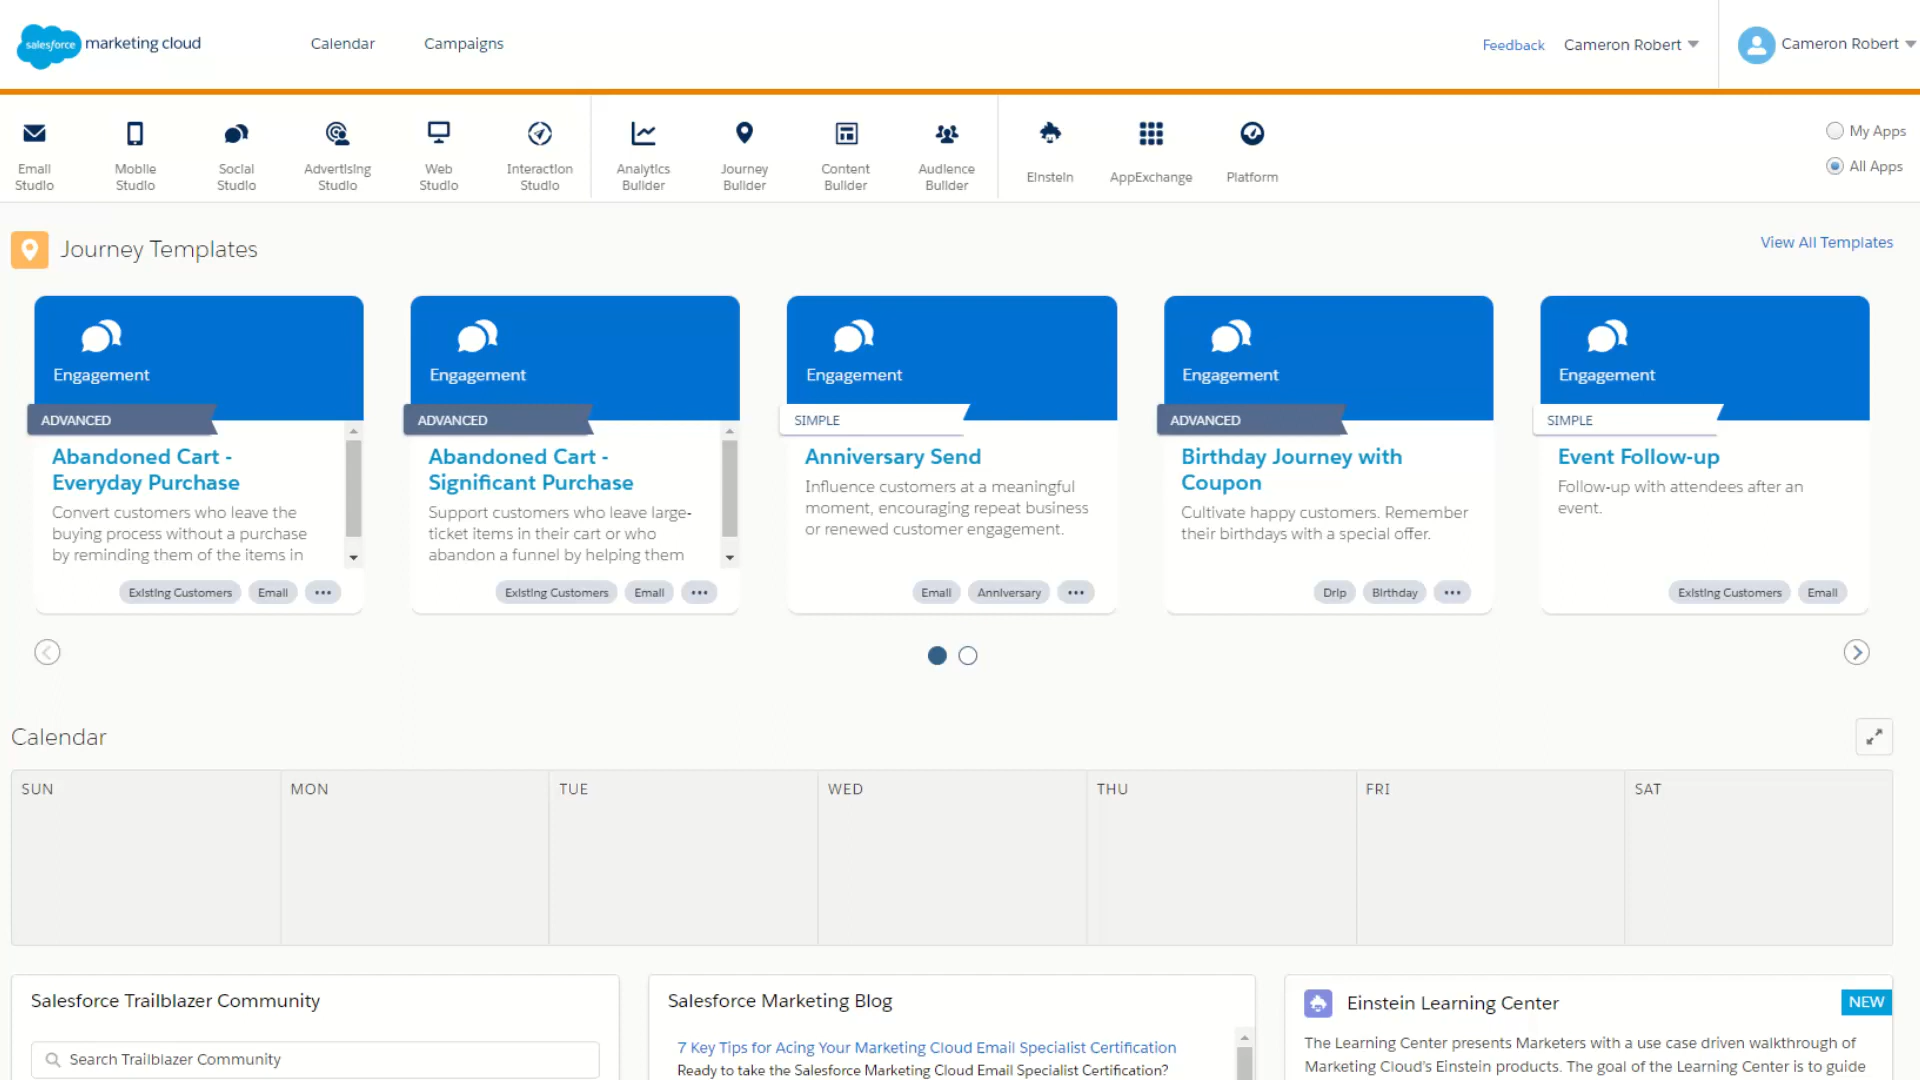 salesforce marketing cloud
Calendar
Campaigns
Feedback
Cameron Robert
Cameron Robert
Email
Studio
Mobile
Studio
Social
Studio
Advertising
Studio
Web
Studio
Interaction
Studio
Analytics
Builder
Journey
Builder
Content
Builder
Audience
Builder
Einstein
AppExchange
Platform
My Apps
All Apps
Journey Templates
View All Templates
Engagement
ADVANCED
Abandoned Cart -
Everyday Purchase
Convert customers who leave the
buying process without a purchase
by reminding them of the items in
Existing Customers
Email
•••
Engagement
ADVANCED
Abandoned Cart -
Significant Purchase
Support customers who leave large-
ticket items in their cart or who
abandon a funnel by helping them
Existing Customers
Email
•••
Engagement
SIMPLE
Anniversary Send
Influence customers at a meaningful
moment, encouraging repeat business
or renewed customer engagement.
Email
Anniversary
•••
Engagement
ADVANCED
Birthday Journey with
Coupon
Cultivate happy customers. Remember
their birthdays with a special offer.
Drip
Birthday
•••
Engagement
SIMPLE
Event Follow-up
Follow-up with attendees after an
event.
Existing Customers
Email
Calendar
SUN
MON
TUE
WED
THU
FRI
SAT
Salesforce Trailblazer Community
Search Trailblazer Community
Salesforce Marketing Blog
7 Key Tips for Acing Your Marketing Cloud Email Specialist Certification
Ready to take the Salesforce Marketing Cloud Email Specialist Certification?
Einstein Learning Center
NEW
The Learning Center presents Marketers with a use case driven walkthrough of
Marketing Cloud's Einstein products. The goal of the Learning Center is to guide